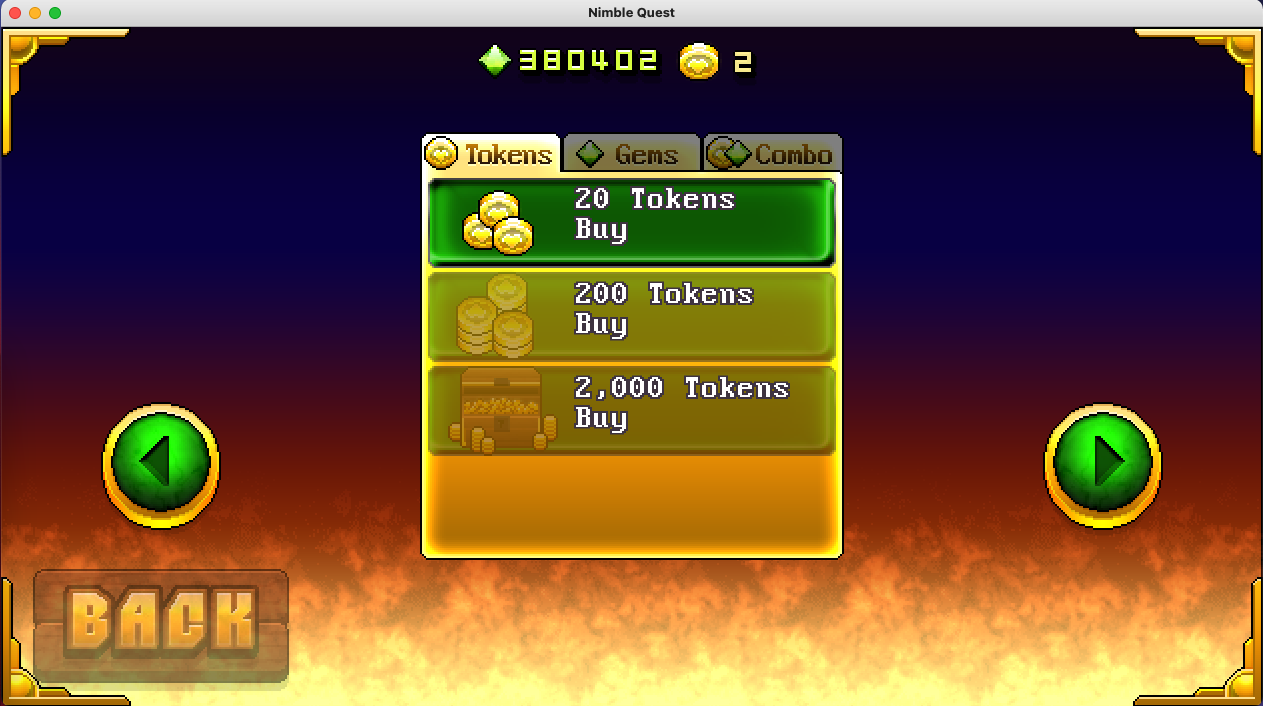 Nimble Quest
380402 2
Tokens Gems Combo
20 Tokens
Buy
200 Tokens
Buy
2,000 Tokens
Buy
BACK